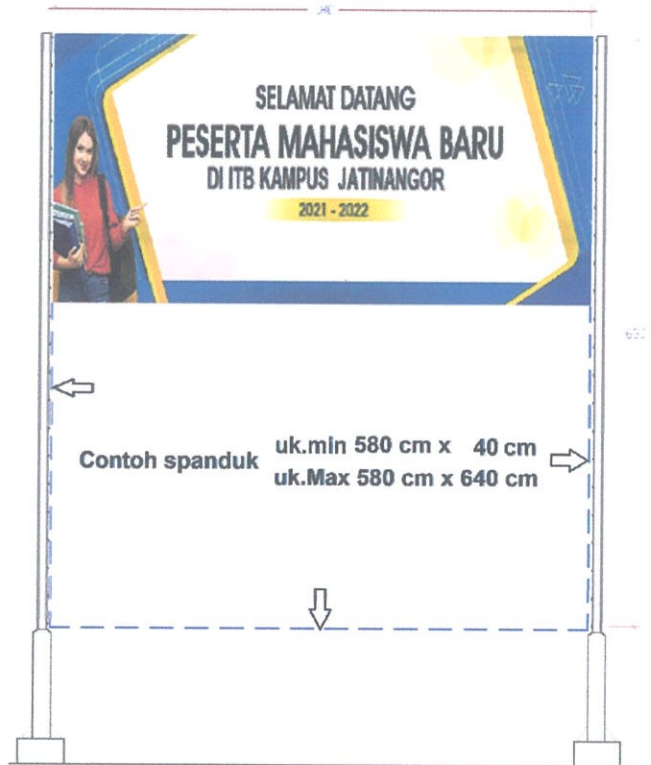 SELAMAT DATANG
PESERTA MAHASISWA BARU
DI ITB KAMPUS JATINANGOR
2021 - 2022
Contoh spanduk
uk.min 580 cm x 40 cm
uk.Max 580 cm x 640 cm